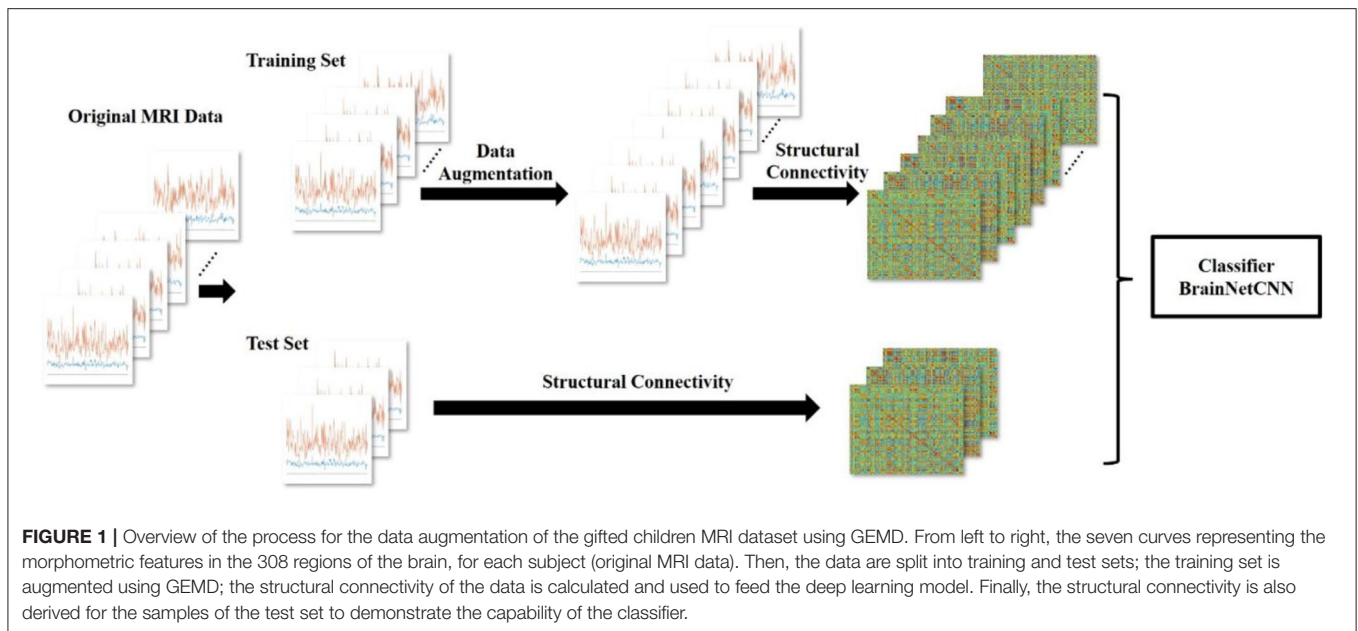 Training Set
Original MRI Data
Data
Augmentation
Structural
Connectivity
Classifier
BrainNetCNN
Test Set
Structural Connectivity
FIGURE 1 | Overview of the process for the data augmentation of the gifted children MRI dataset using GEMD. From left to right, the seven curves representing the
morphometric features in the 308 regions of the brain, for each subject (original MRI data). Then, the data are split into training and test sets; the training set is
augmented using GEMD; the structural connectivity of the data is calculated and used to feed the deep learning model. Finally, the structural connectivity is also
derived for the samples of the test set to demonstrate the capability of the classifier.